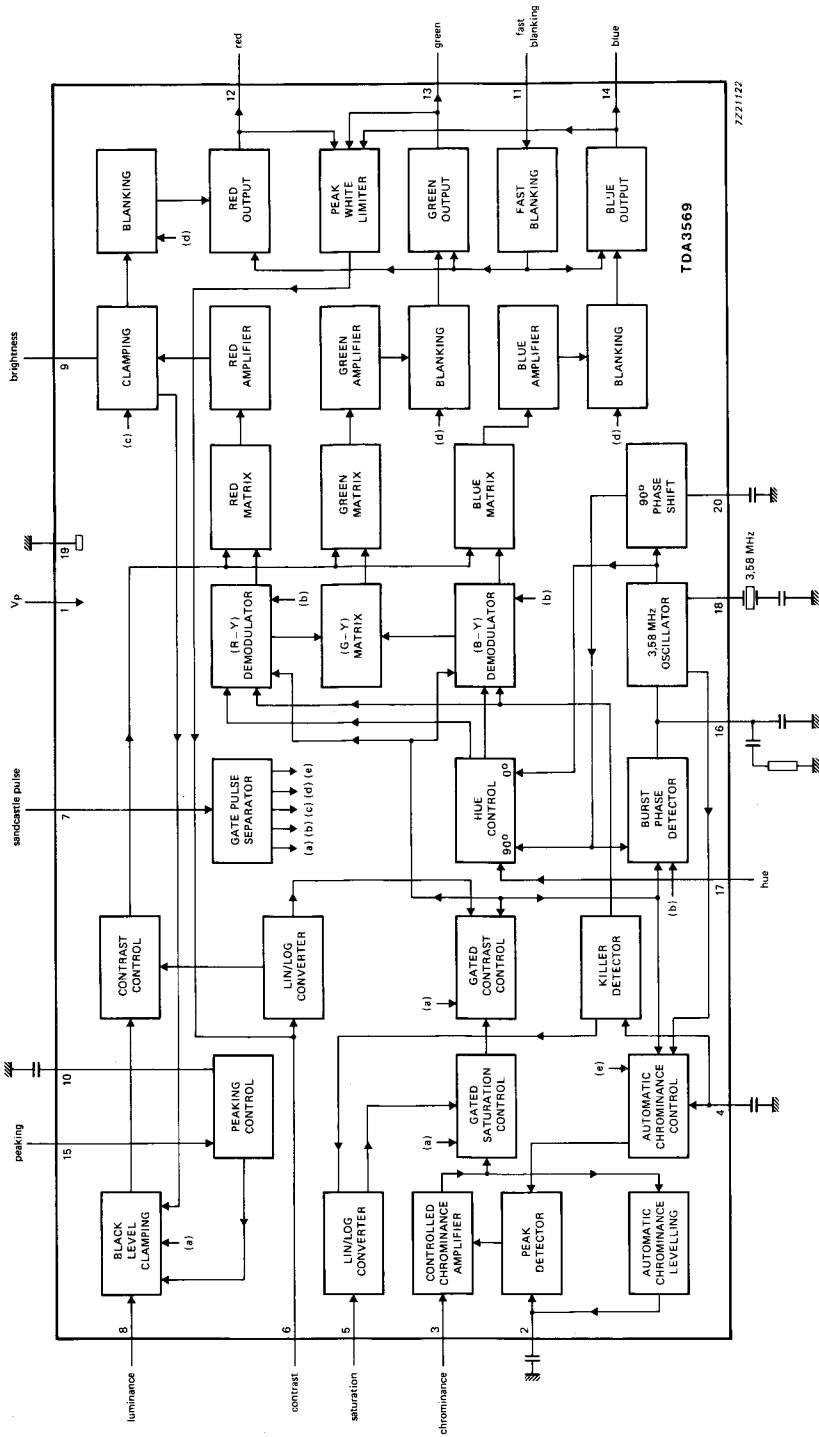 luminance
8
BLACK
LEVEL
CLAMPING
(a)
peaking
15
10
PEAKING
CONTROL
CONTRAST
CONTROL
sandcastle pulse
7
GATE PULSE
SEPARATOR
(a) (b) (c) (d) (e)
VP
1
19
brightness
9
(c)
CLAMPING
BLANKING
(d)
red
12
RED
OUTPUT
RED
AMPLIFIER
RED
MATRIX
(R–Y)
DEMODULATOR
(b)
contrast
6
LIN/LOG
CONVERTER
PEAK
WHITE
LIMITER
GREEN
AMPLIFIER
GREEN
MATRIX
(G–Y)
MATRIX
green
13
GREEN
OUTPUT
BLANKING
(d)
fast
blanking
11
FAST
BLANKING
saturation
5
LIN/LOG
CONVERTER
GATED
SATURATION
CONTROL
(a)
GATED
CONTRAST
CONTROL
(a)
HUE
CONTROL
90°
0°
(B–Y)
DEMODULATOR
(b)
BLUE
MATRIX
BLUE
AMPLIFIER
BLANKING
(d)
BLUE
OUTPUT
14
blue
chrominance
3
CONTROLLED
CHROMINANCE
AMPLIFIER
2
PEAK
DETECTOR
AUTOMATIC
CHROMINANCE
LEVELLING
AUTOMATIC
CHROMINANCE
CONTROL
(e)
4
KILLER
DETECTOR
17
hue
BURST
PHASE
DETECTOR
(b)
16
3,58 MHz
OSCILLATOR
18
3,58 MHz
90°
PHASE
SHIFT
20
TDA3569
7Z21122